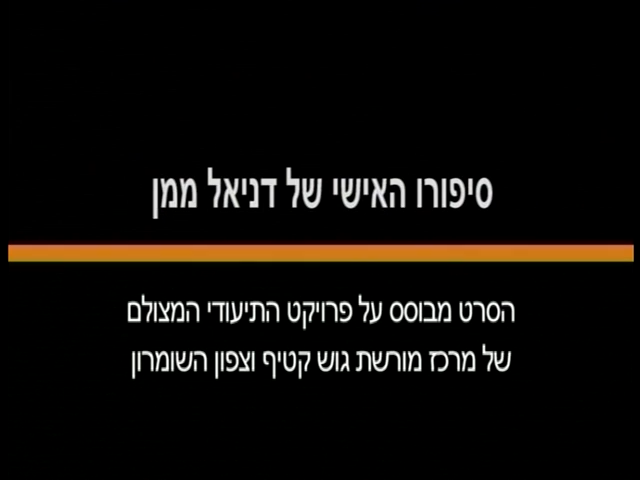 סיפורו האישי של דניאל ממן
הסרט מבוסס על פרויקט התיעודי המצולם
של מרכז מורשת גוש קטיף וצפון השומרון